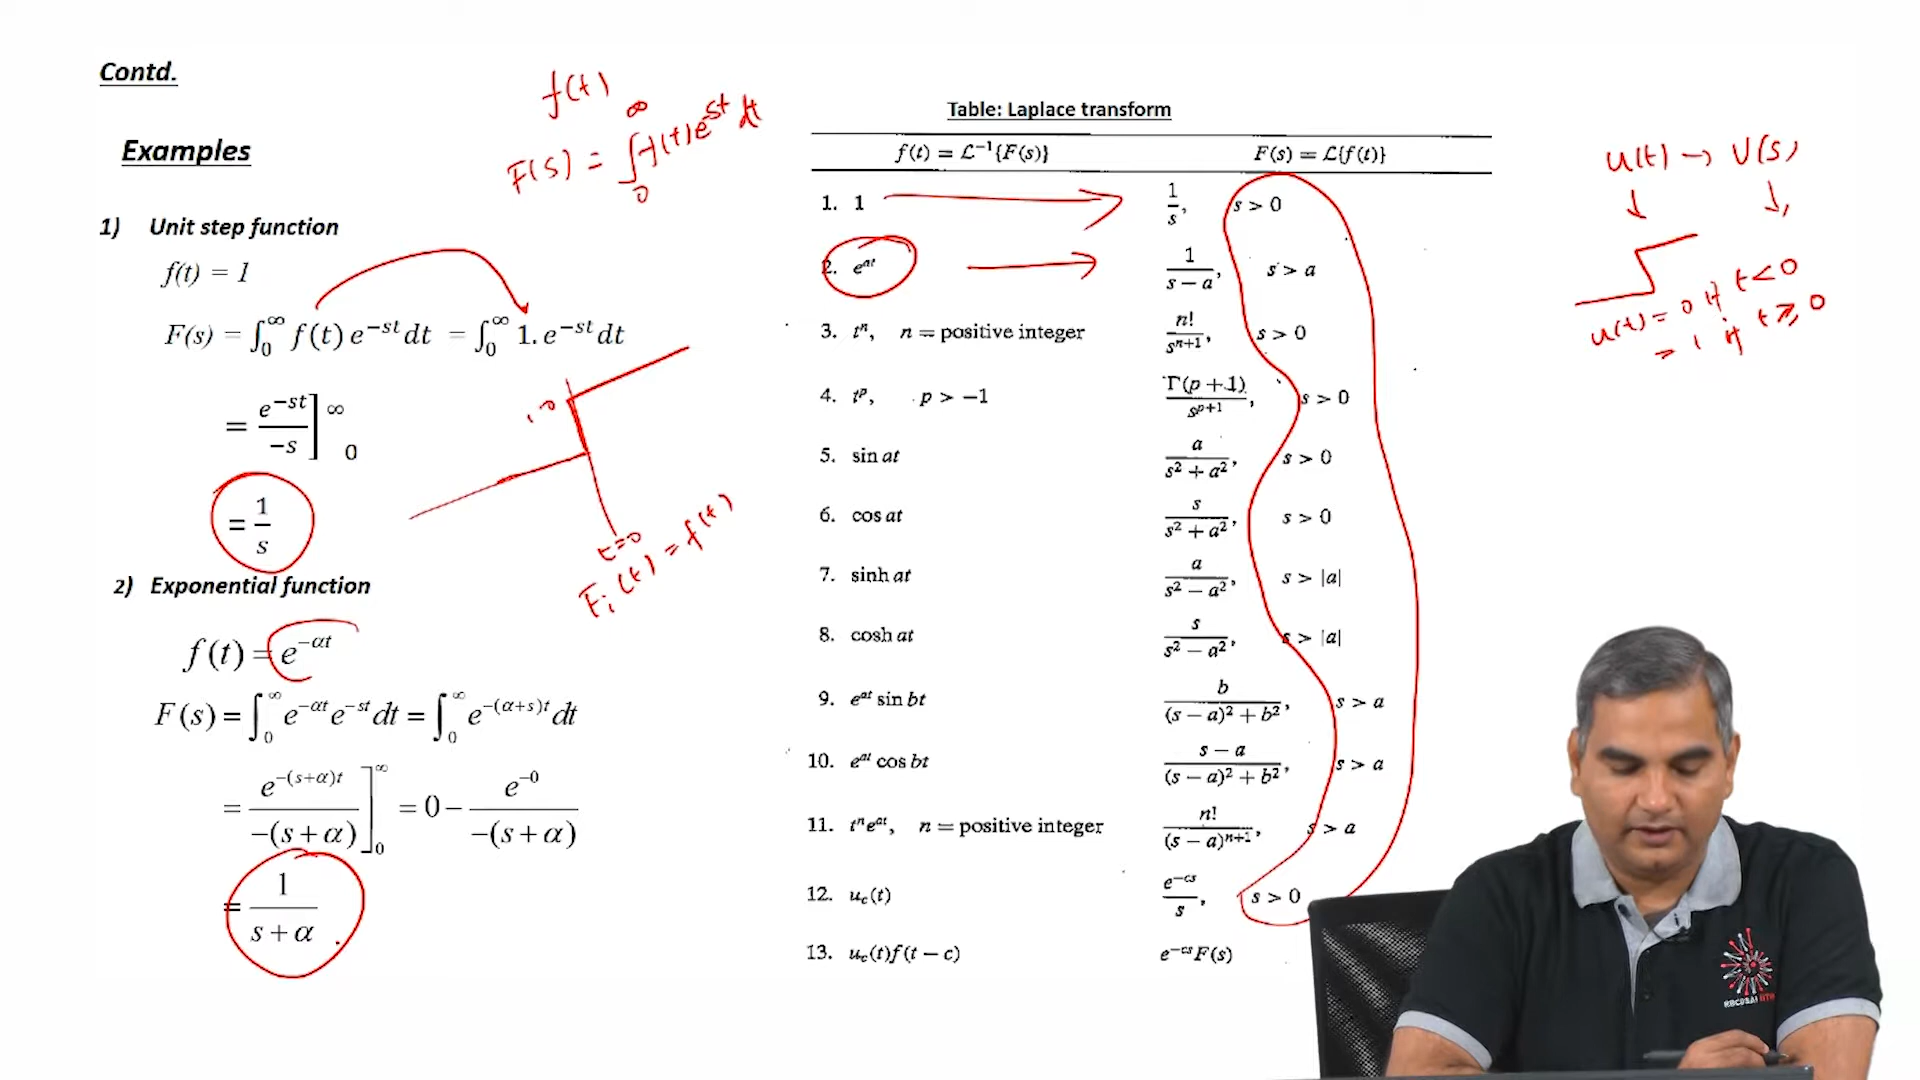 Contd.
Examples
f(t)
F(s) = ∫₀^∞ f(t) e^st dt
1) Unit step function
f(t) = 1
F(s) = ∫₀^∞ f(t) e^−st dt = ∫₀^∞ 1. e^−st dt
= e^−st / −s ]₀^∞
= 1/s
t=0
Fi(t) = f(t)
2) Exponential function
f(t) = e^−αt
F(s) = ∫₀^∞ e^−αt e^−st dt = ∫₀^∞ e^−(α+s)t dt
= e^−(s+α)t / −(s+α) ]₀^∞ = 0 − e^−0 / −(s+α)
= 1 / s+α
Table: Laplace transform
f(t) = ℒ⁻¹{F(s)} F(s) = ℒ{f(t)}
1. 1 1/s, s > 0
2. e^at 1/(s − a), s > a
3. t^n, n = positive integer n!/s^(n+1), s > 0
4. t^p, p > −1 Γ(p + 1)/s^(p+1), s > 0
5. sin at a/(s² + a²), s > 0
6. cos at s/(s² + a²), s > 0
7. sinh at a/(s² − a²), s > |a|
8. cosh at s/(s² − a²), s > |a|
9. e^at sin bt b/((s − a)² + b²), s > a
10. e^at cos bt (s − a)/((s − a)² + b²), s > a
11. t^n e^at, n = positive integer n!/(s − a)^(n+1), s > a
12. u_c(t) e^−cs/s, s > 0
13. u_c(t)f(t − c) e^−cs F(s)
u(t) → U(s)
u(t) = 0 if t < 0
= 1 if t ≥ 0